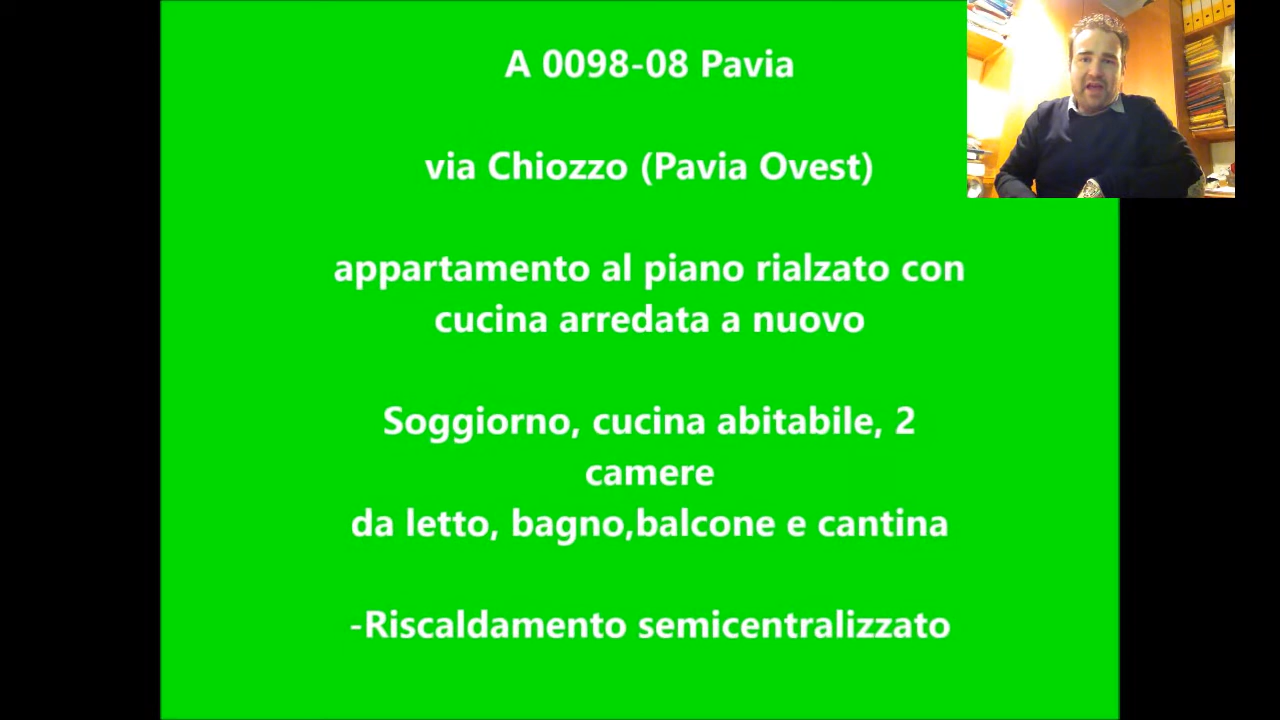 A 0098-08 Pavia
via Chiozzo (Pavia Ovest)
appartamento al piano rialzato con
cucina arredata a nuovo
Soggiorno, cucina abitabile, 2
camere
da letto, bagno,balcone e cantina
-Riscaldamento semicentralizzato